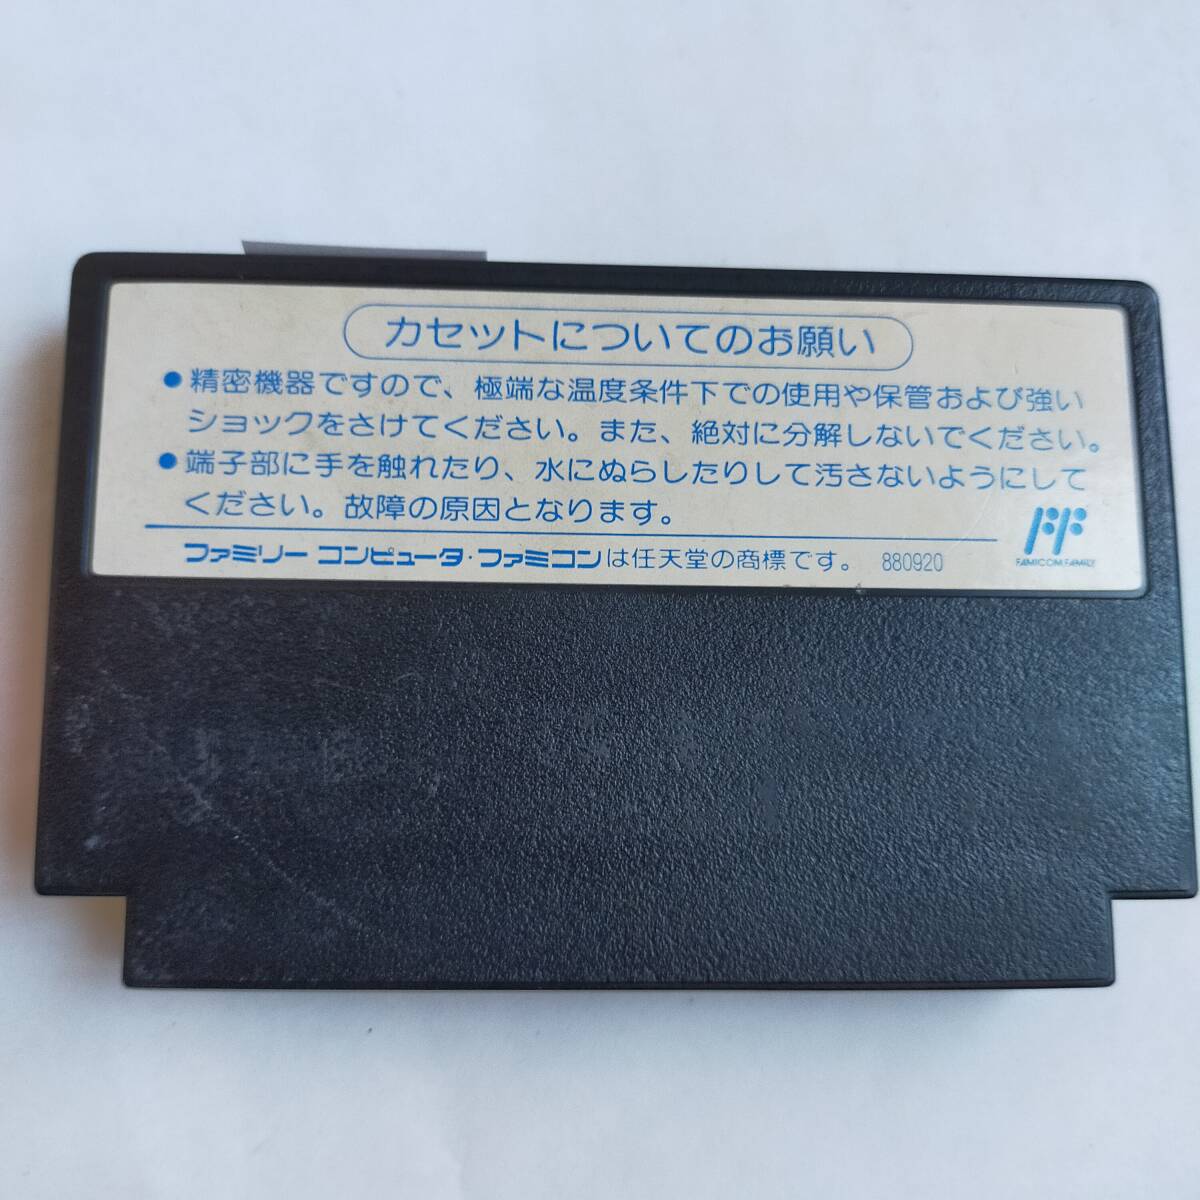 カセットについてのお願い
●精密機器ですので、極端な温度条件下での使用や保管および強い
ショックをさけてください。また、絶対に分解しないでください。
●端子部に手を触れたり、水にぬらしたりして汚さないようにして
ください。故障の原因となります。
ファミリー コンピュータ・ファミコンは任天堂の商標です。 880920
FF
FAMICOM FAMILY